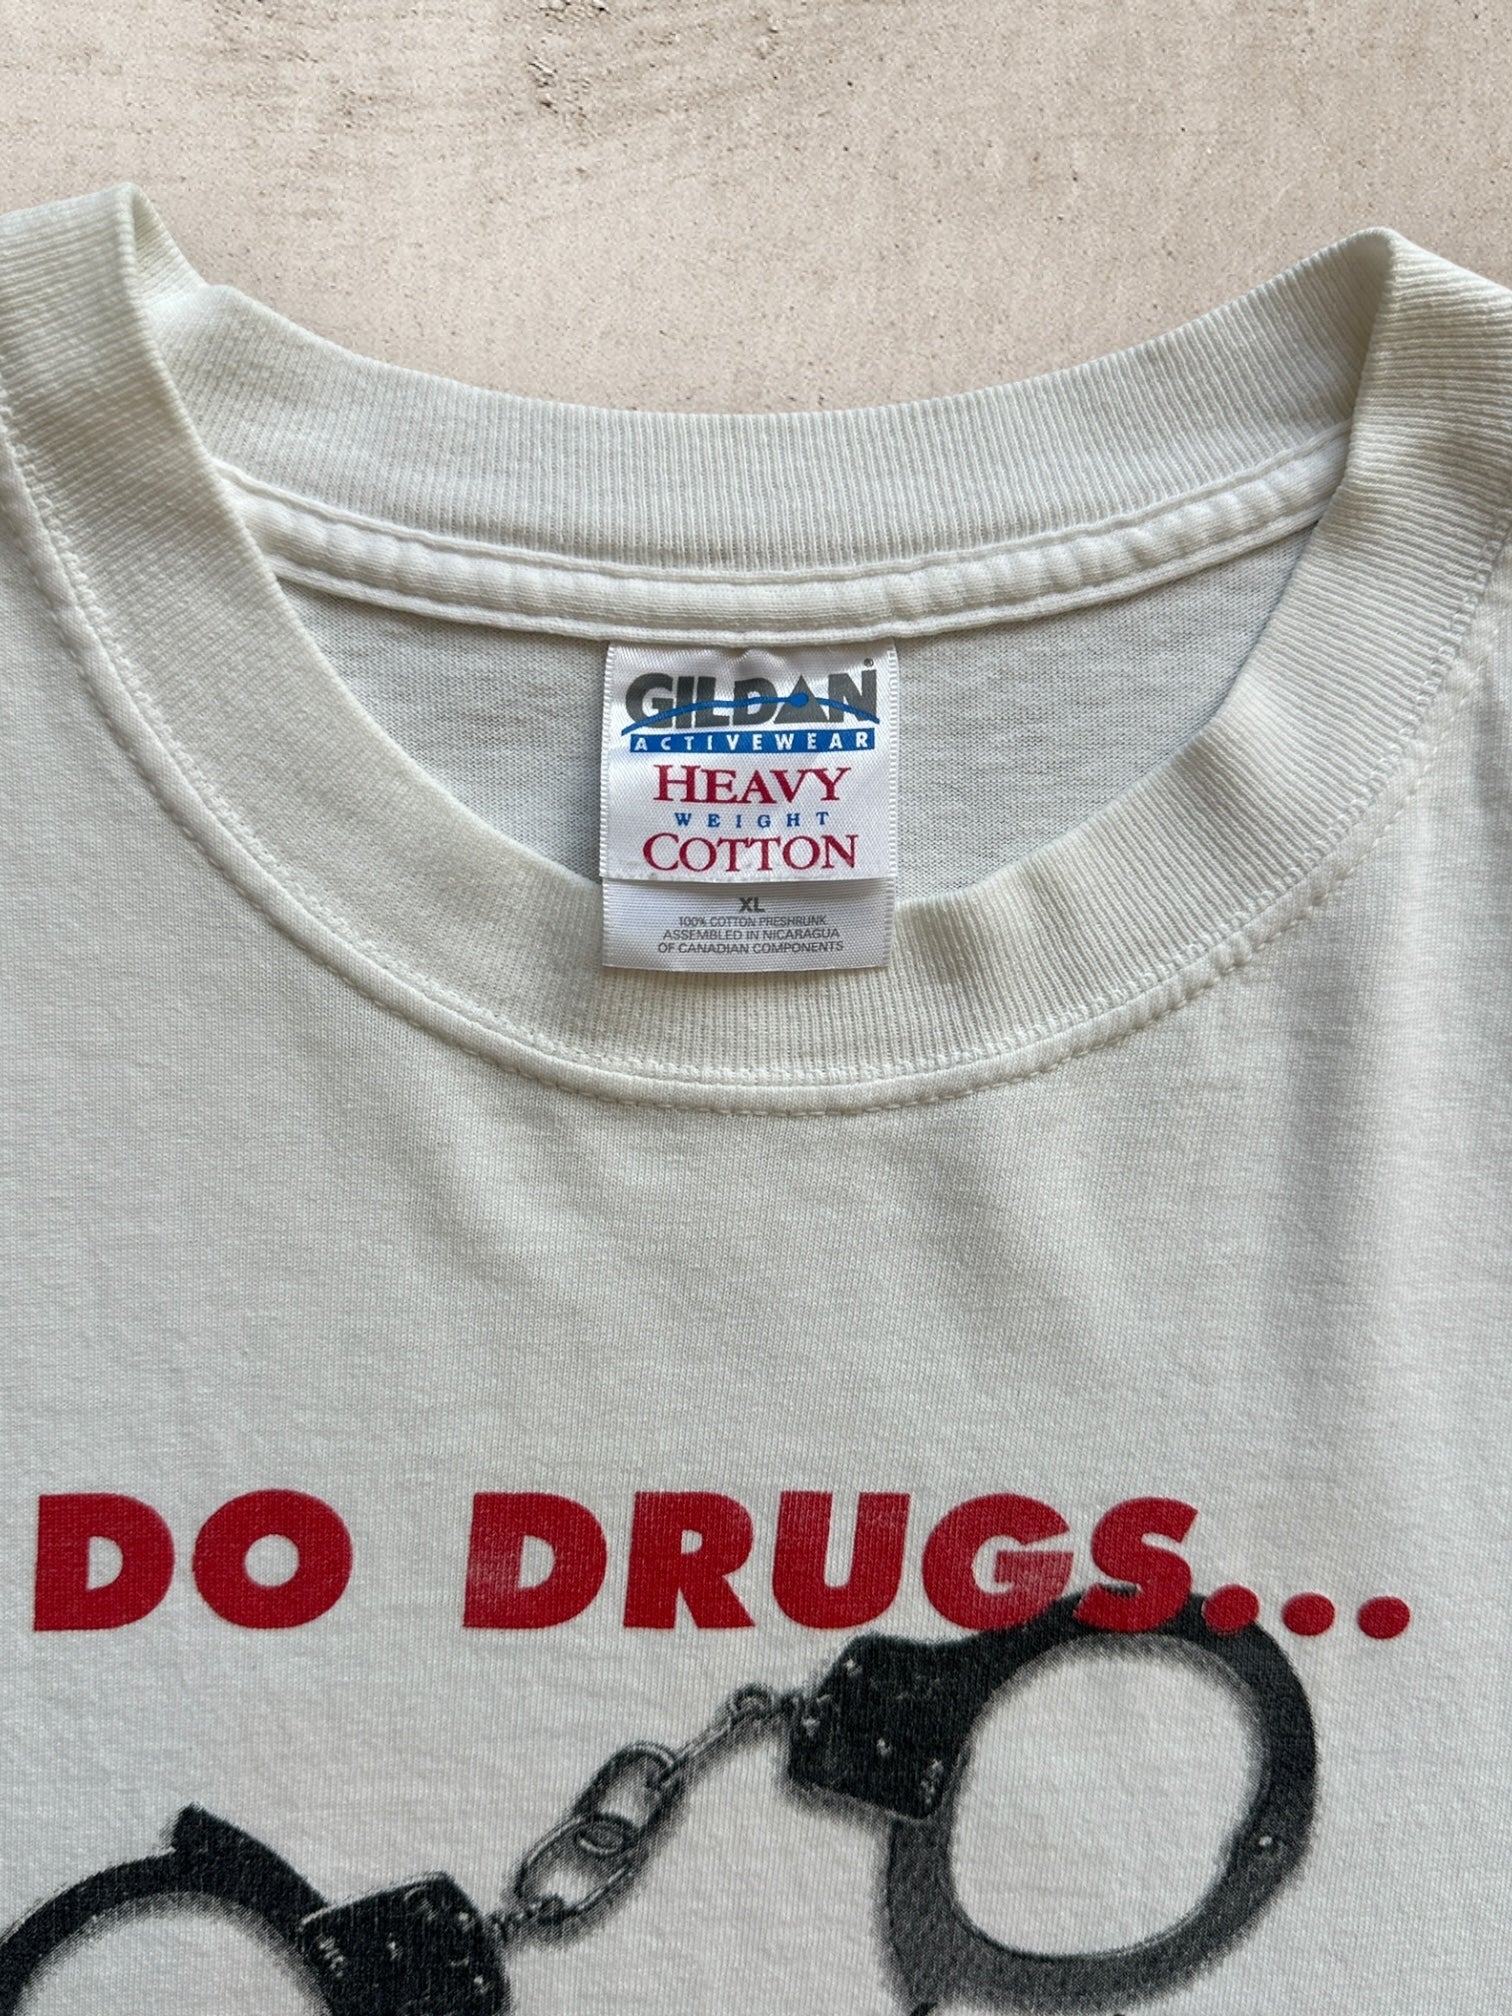 GILDAN®
ACTIVEWEAR
HEAVY
WEIGHT
COTTON
XL
100% COTTON PRESHRUNK
ASSEMBLED IN NICARAGUA
OF CANADIAN COMPONENTS
DO DRUGS...